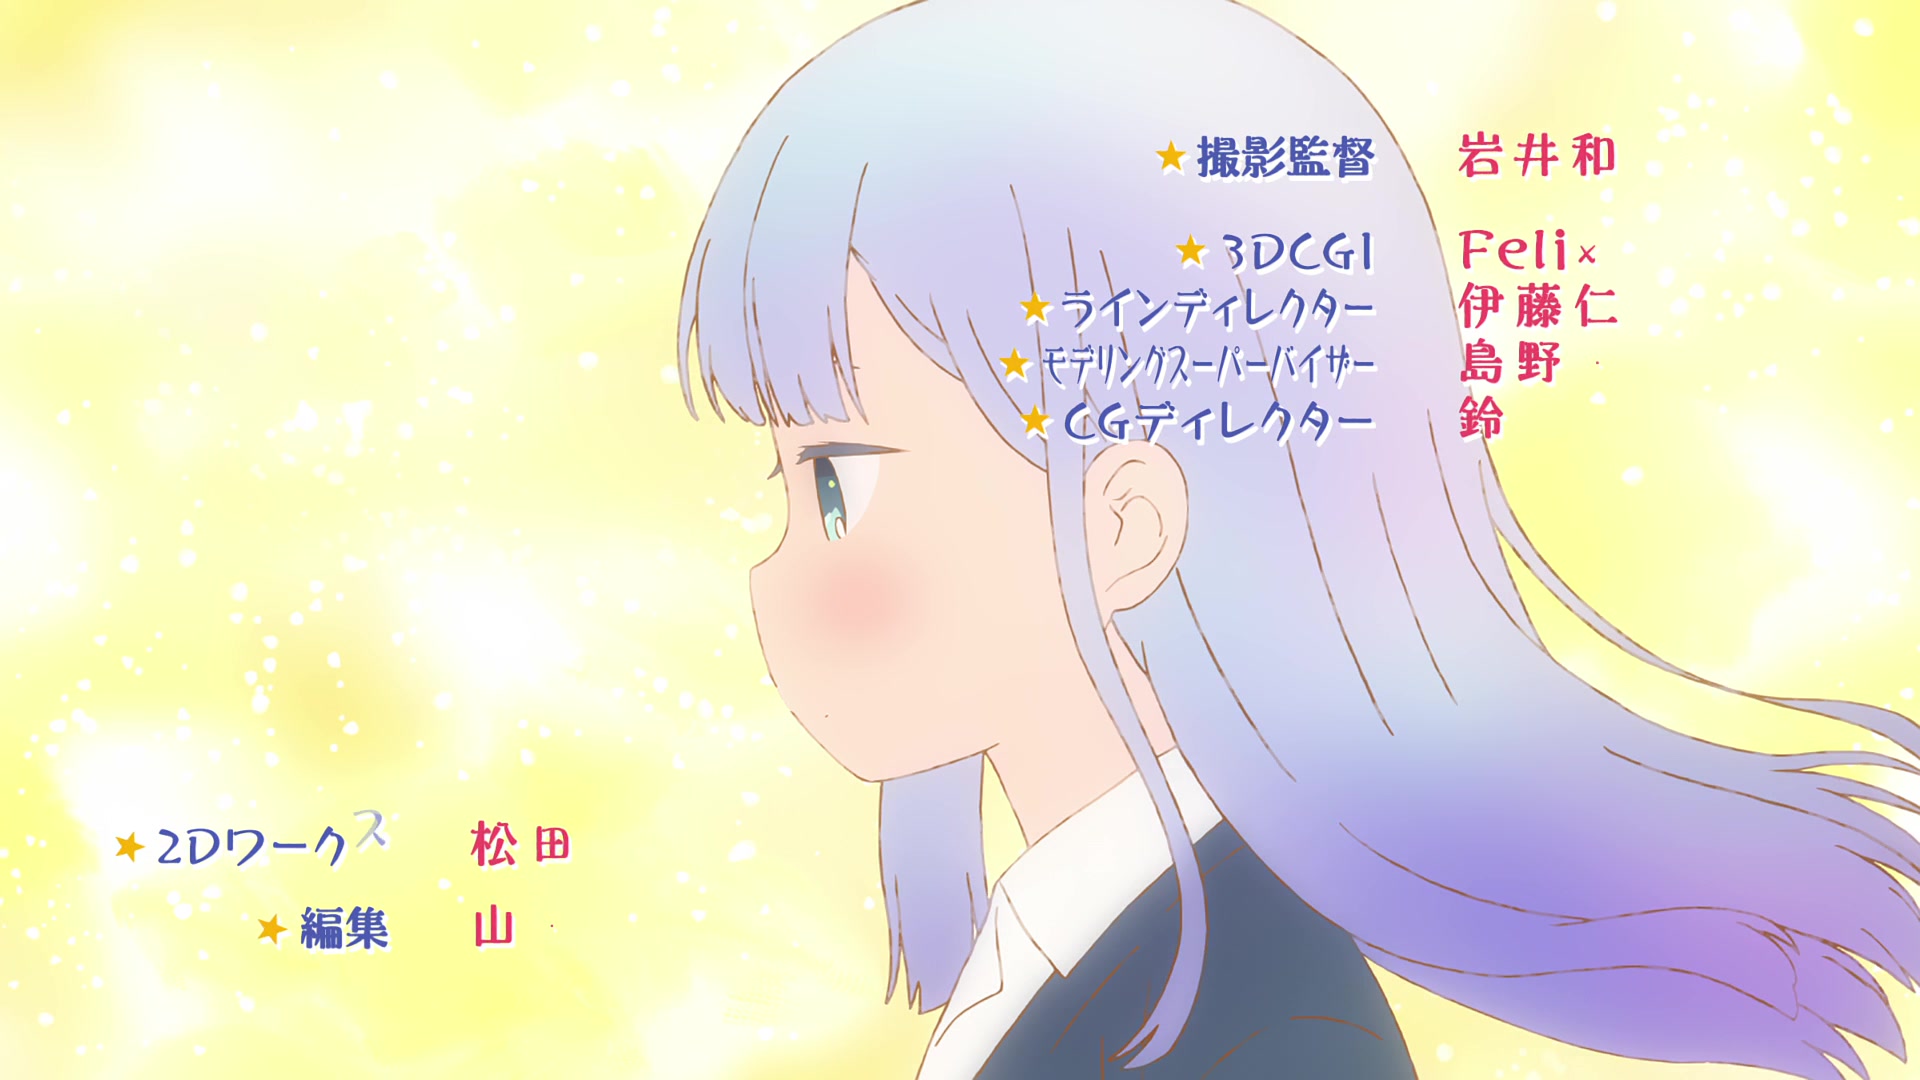 ★撮影監督 岩井和
★3DCGI Felix
★ラインディレクター 伊藤仁
★モデリングスーパーバイザー 島野
★CGディレクター 鈴
★2Dワークス 松田
★編集 山